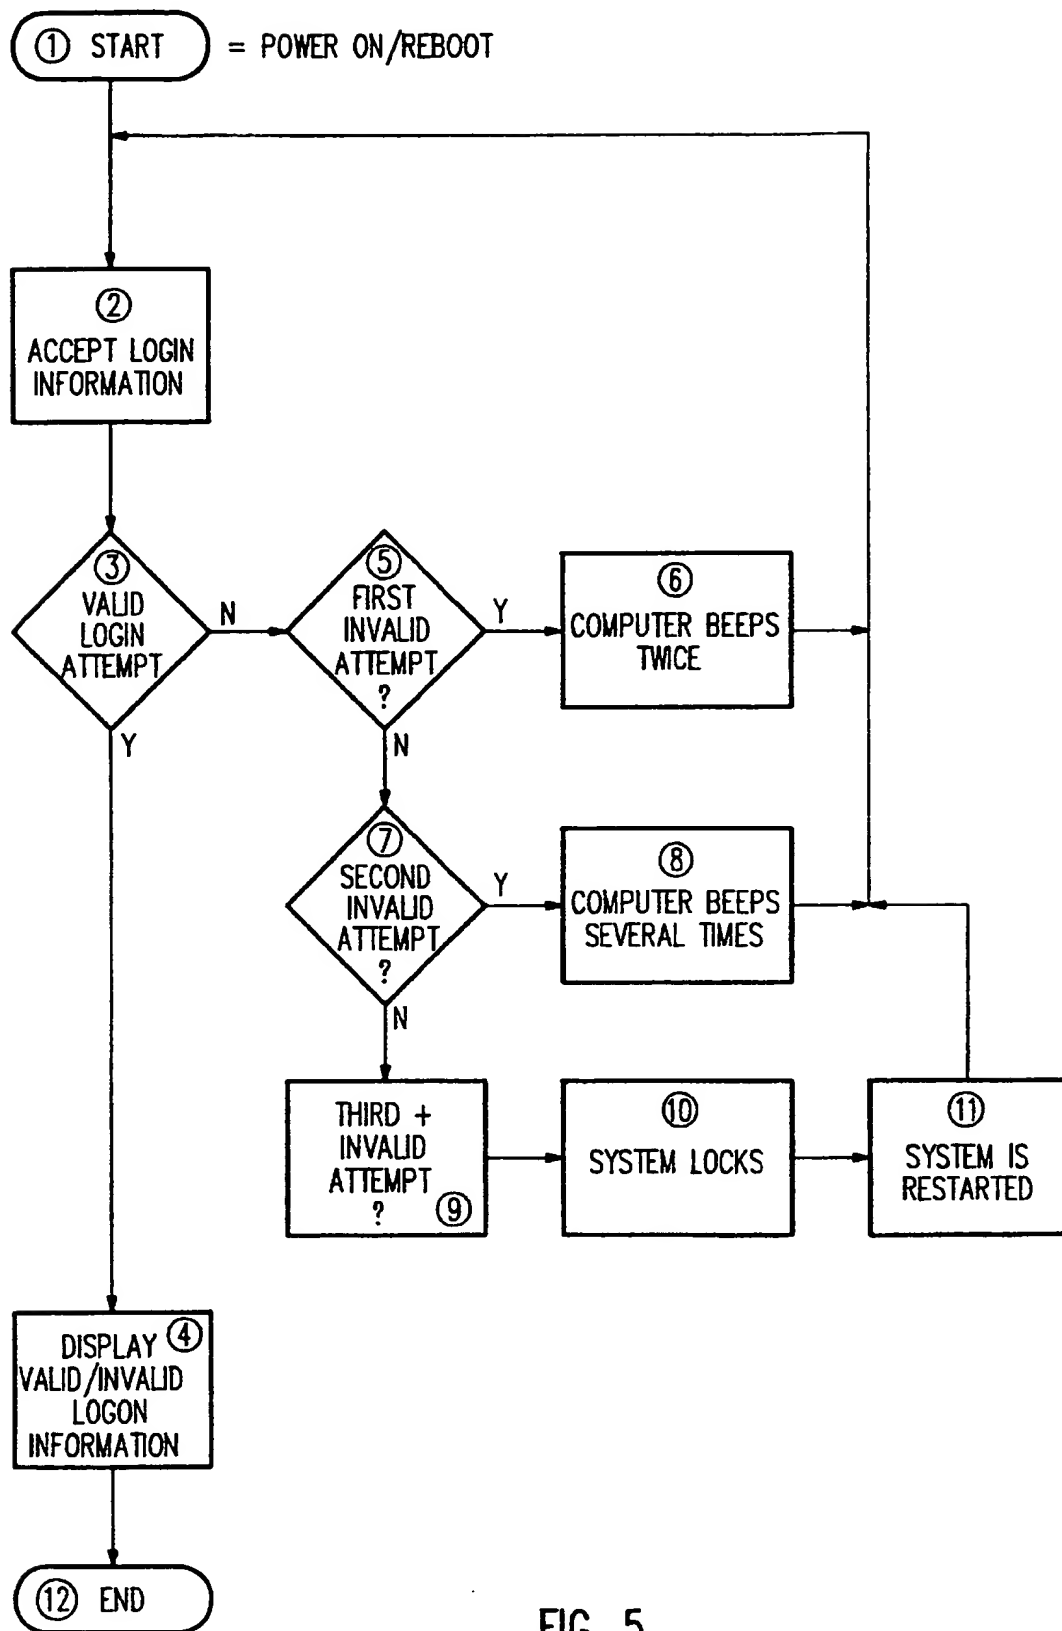 ① START = POWER ON/REBOOT
②
ACCEPT LOGIN
INFORMATION
③
VALID
LOGIN
ATTEMPT
N
Y
⑤
FIRST
INVALID
ATTEMPT
?
Y
N
⑥
COMPUTER BEEPS
TWICE
⑦
SECOND
INVALID
ATTEMPT
?
Y
N
⑧
COMPUTER BEEPS
SEVERAL TIMES
THIRD +
INVALID
ATTEMPT
? ⑨
⑩
SYSTEM LOCKS
⑪
SYSTEM IS
RESTARTED
DISPLAY ④
VALID/INVALID
LOGON
INFORMATION
⑫ END
FIG. 5